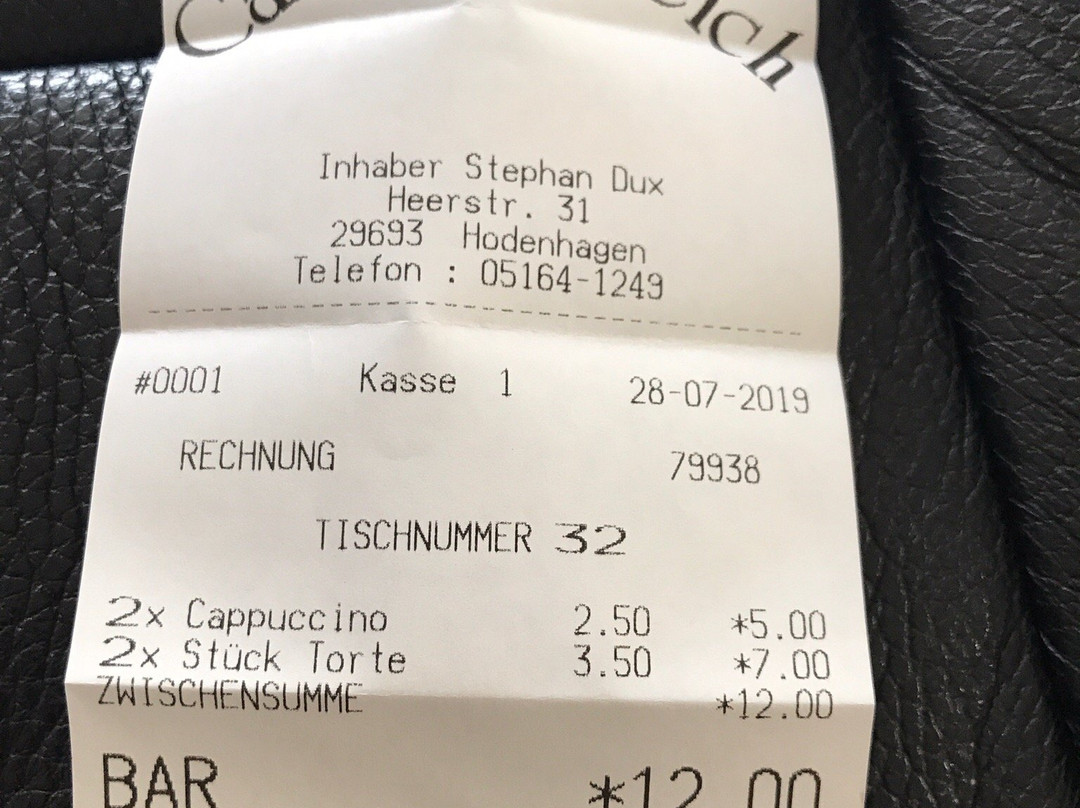 Inhaber Stephan Dux
Heerstr. 31
29693 Hodenhagen
Telefon : 05164-1249
#0001 Kasse 1 28-07-2019
RECHNUNG 79938
TISCHNUMMER 32
2x Cappuccino 2.50 *5.00
2x Stück Torte 3.50 *7.00
ZWISCHENSUMME *12.00
BAR *12.00